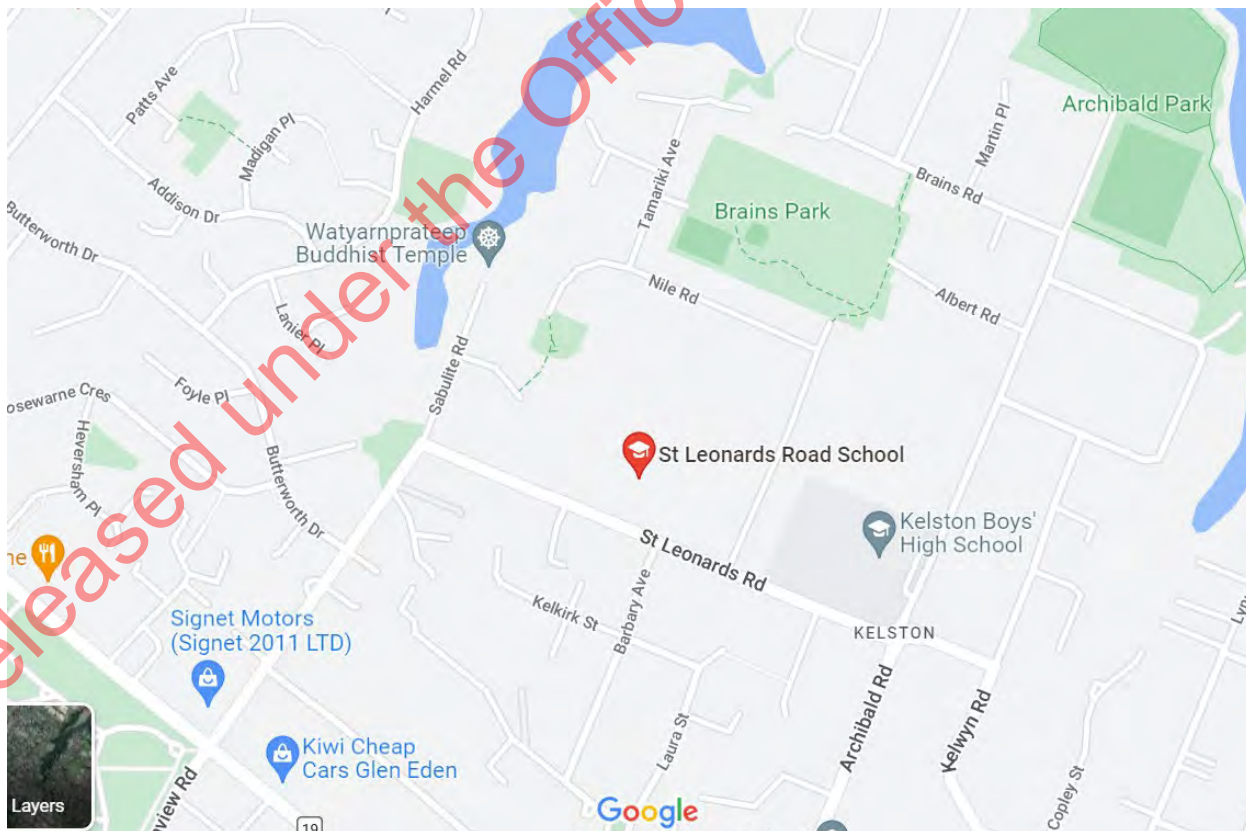 Released under the Offic
Patts Ave
Harmel Rd
Madigan Pl
Addison Dr
Butterworth Dr
Watyarnprateep
Buddhist Temple
Tamariki Ave
Brains Park
Brains Rd
Martin Pl
Archibald Park
Albert Rd
Nile Rd
Lanier Pl
Foyle Pl
Sabulite Rd
osewarne Cres
Heversham Pl
Butterworth Dr
St Leonards Road School
Kelston Boys'
High School
St Leonards Rd
KELSTON
Kelkirk St
Barbary Ave
Laura St
Archibald Rd
Kelwyn Rd
Copley St
ne
Signet Motors
(Signet 2011 LTD)
Kiwi Cheap
Cars Glen Eden
view Rd
19
Layers
Google